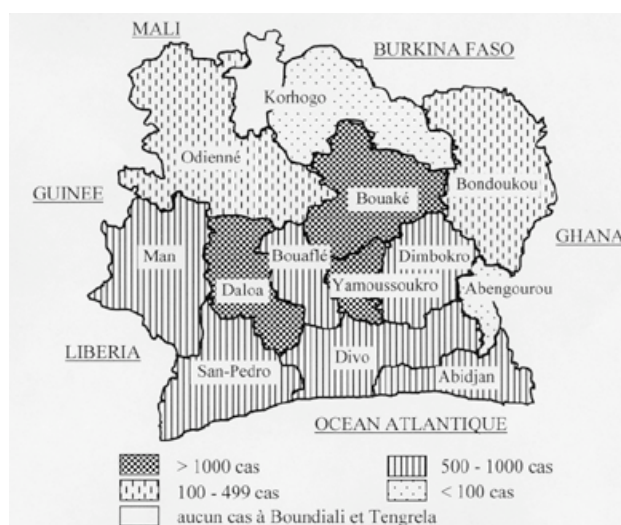 MALI
BURKINA FASO
Korhogo
Odienné
Bondoukou
GUINEE
Bouaké
GHANA
Man
Bouaflé
Dimbokro
Daloa
Yamoussoukro
Abengourou
LIBERIA
San-Pedro
Divo
Abidjan
OCEAN ATLANTIQUE
> 1000 cas
500 - 1000 cas
100 - 499 cas
< 100 cas
aucun cas à Boundiali et Tengrela